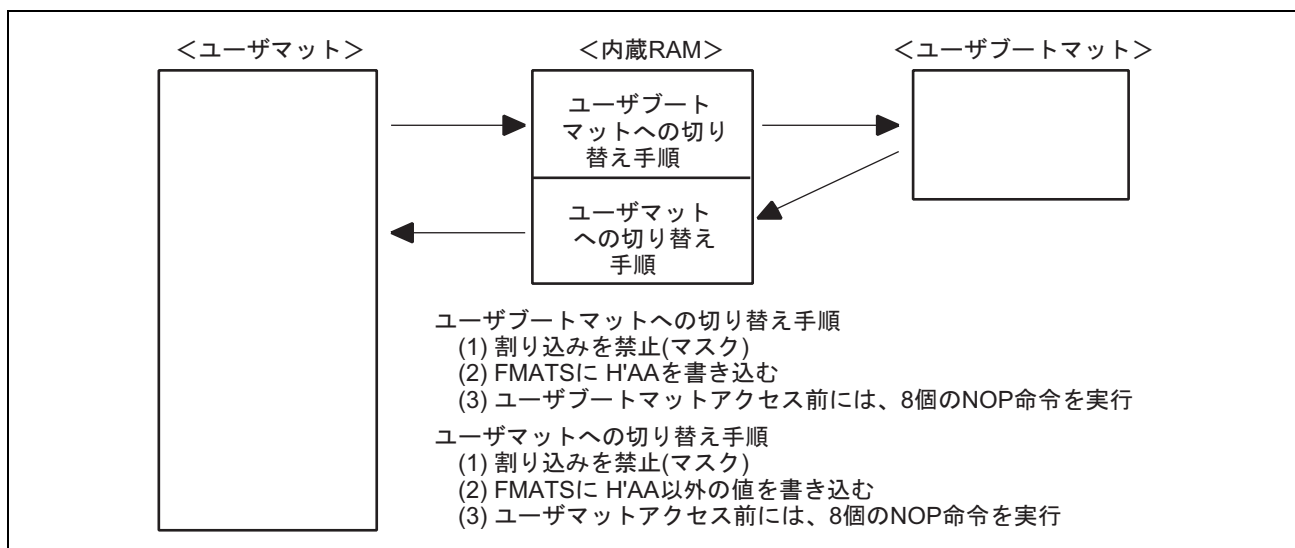 ＜ユーザマット＞
＜内蔵RAM＞
＜ユーザブートマット＞
ユーザブート
マットへの切り
替え手順
ユーザマット
への切り替え
手順
ユーザブートマットへの切り替え手順
(1) 割り込みを禁止(マスク)
(2) FMATSに H'AAを書き込む
(3) ユーザブートマットアクセス前には、8個のNOP命令を実行
ユーザマットへの切り替え手順
(1) 割り込みを禁止(マスク)
(2) FMATSに H'AA以外の値を書き込む
(3) ユーザマットアクセス前には、8個のNOP命令を実行